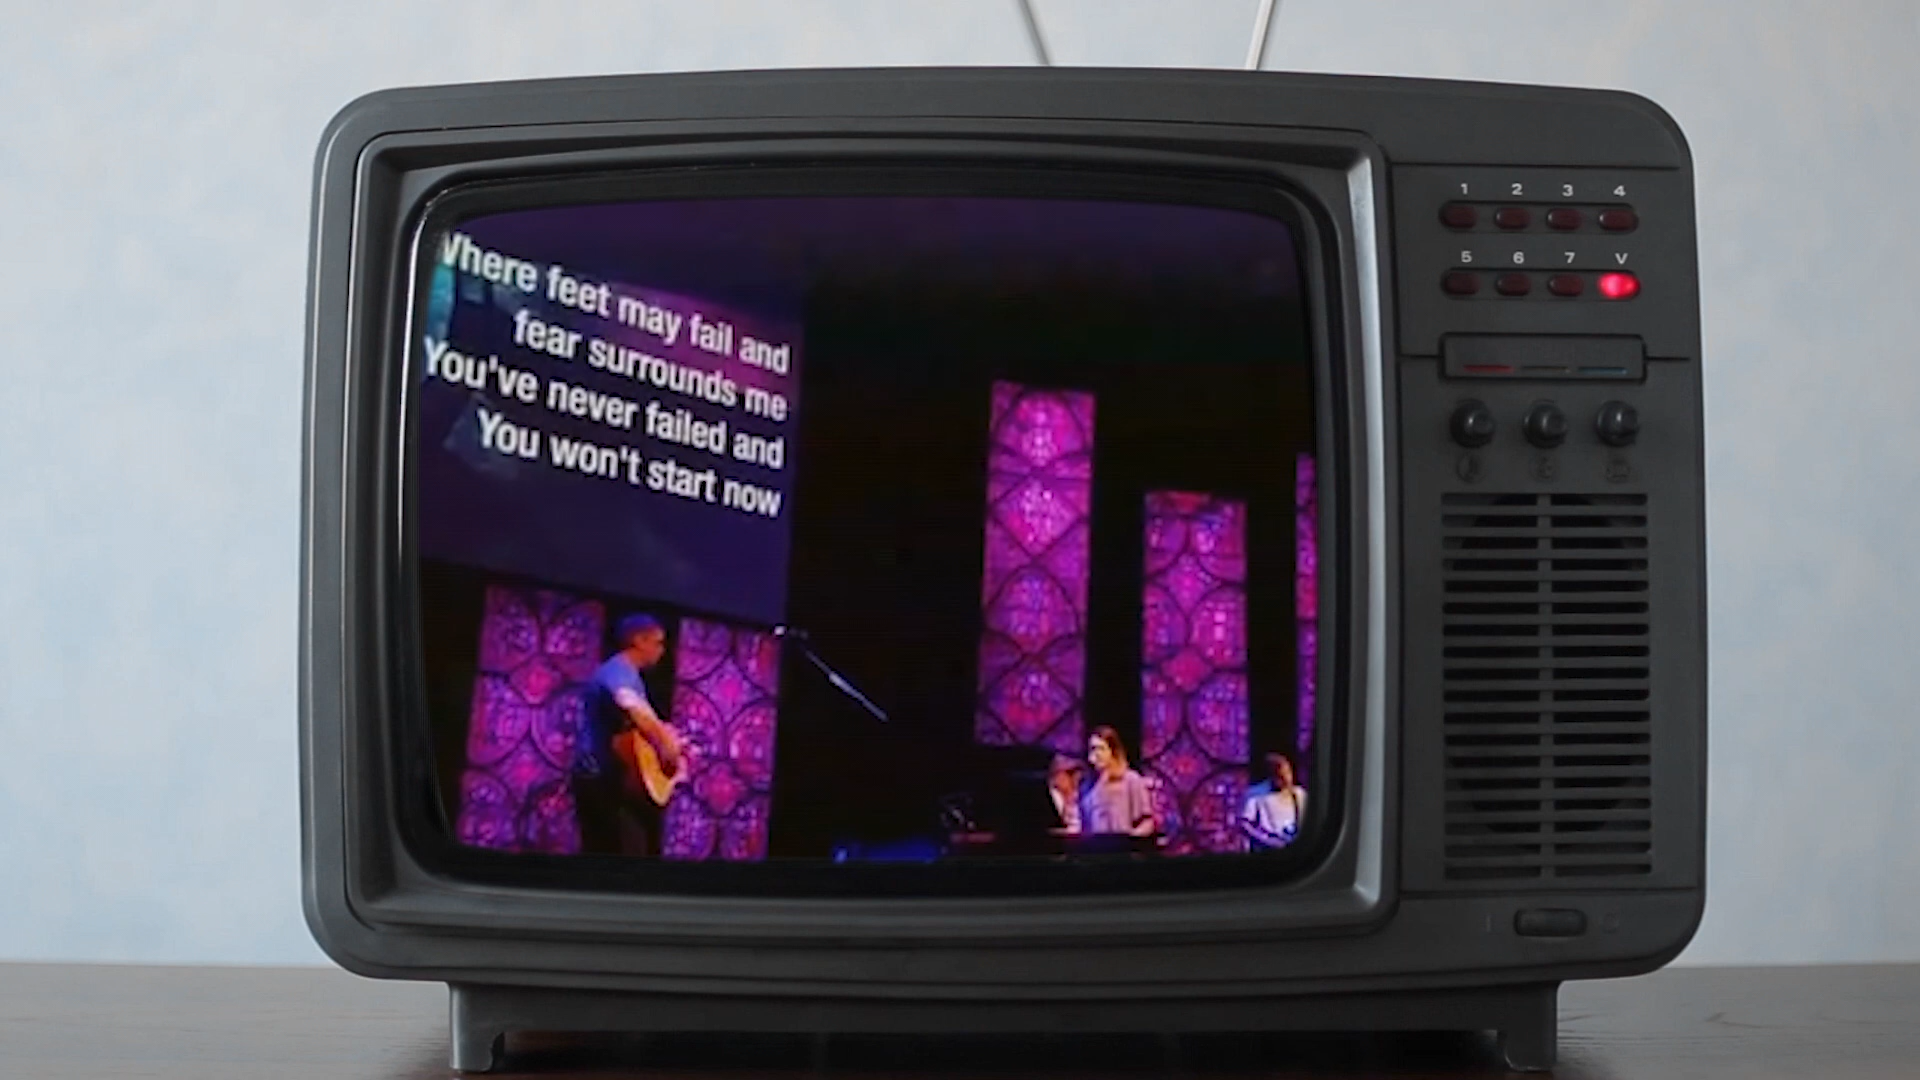 Where feet may fail and
fear surrounds me
You've never failed and
You won't start now
1 2 3 4
5 6 7 V